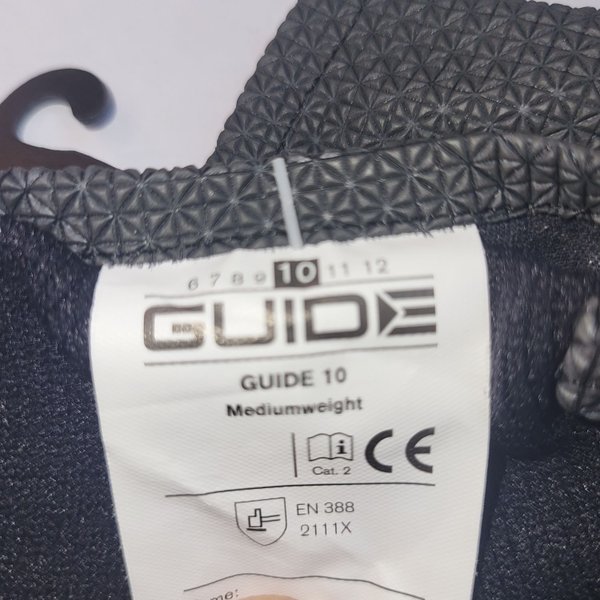 6 7 8 9 10 11 12
GUIDE
GUIDE 10
Mediumweight
i
Cat. 2 CE
EN 388
2111X